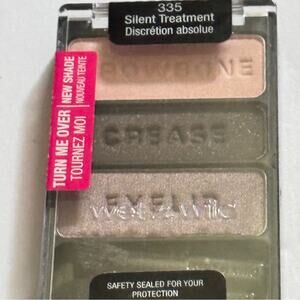 335
Silent Treatment
Discrétion absolue
TURN ME OVER
TOURNEZ MOI
NEW SHADE
NOUVEAU TEINTE
BROWBONE
CREASE
EYELID
wet n wild
SAFETY SEALED FOR YOUR
PROTECTION